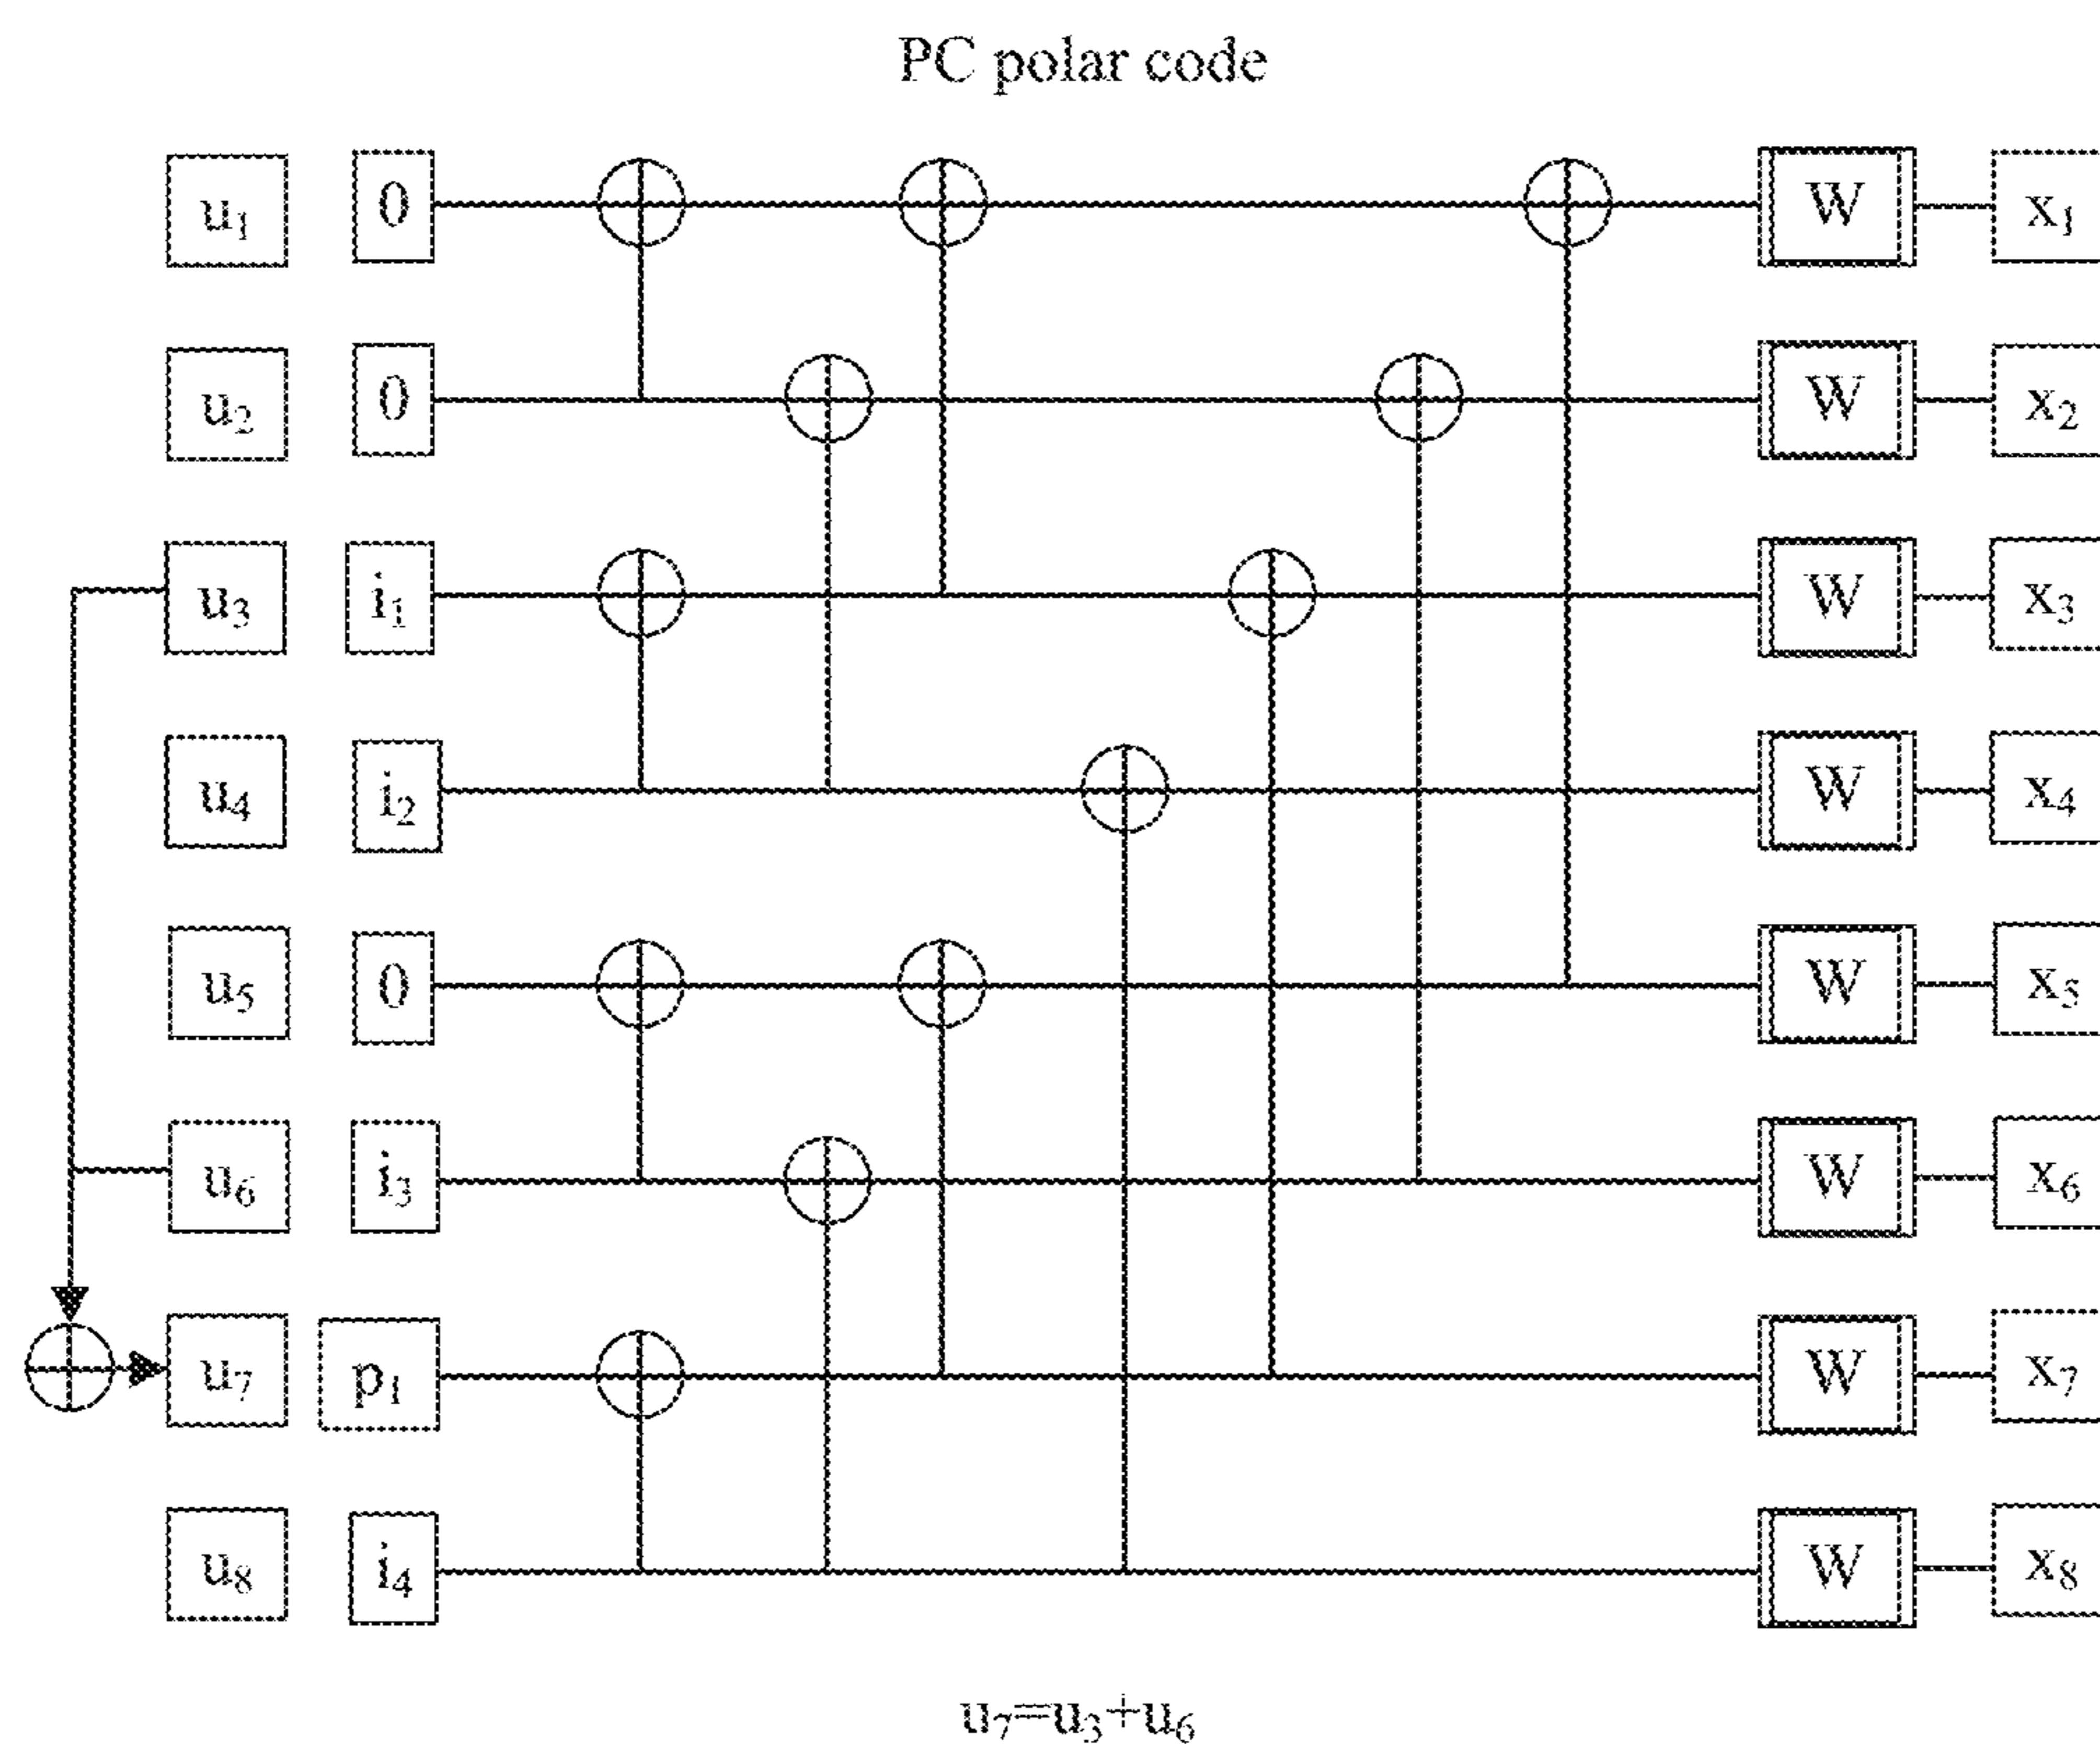 PC polar code
u₁ 0 W x₁
u₂ 0 W x₂
u₃ i₁ W x₃
u₄ i₂ W x₄
u₅ 0 W x₅
u₆ i₃ W x₆
u₇ p₁ W x₇
u₈ i₄ W x₈
u₇=u₃+u₆